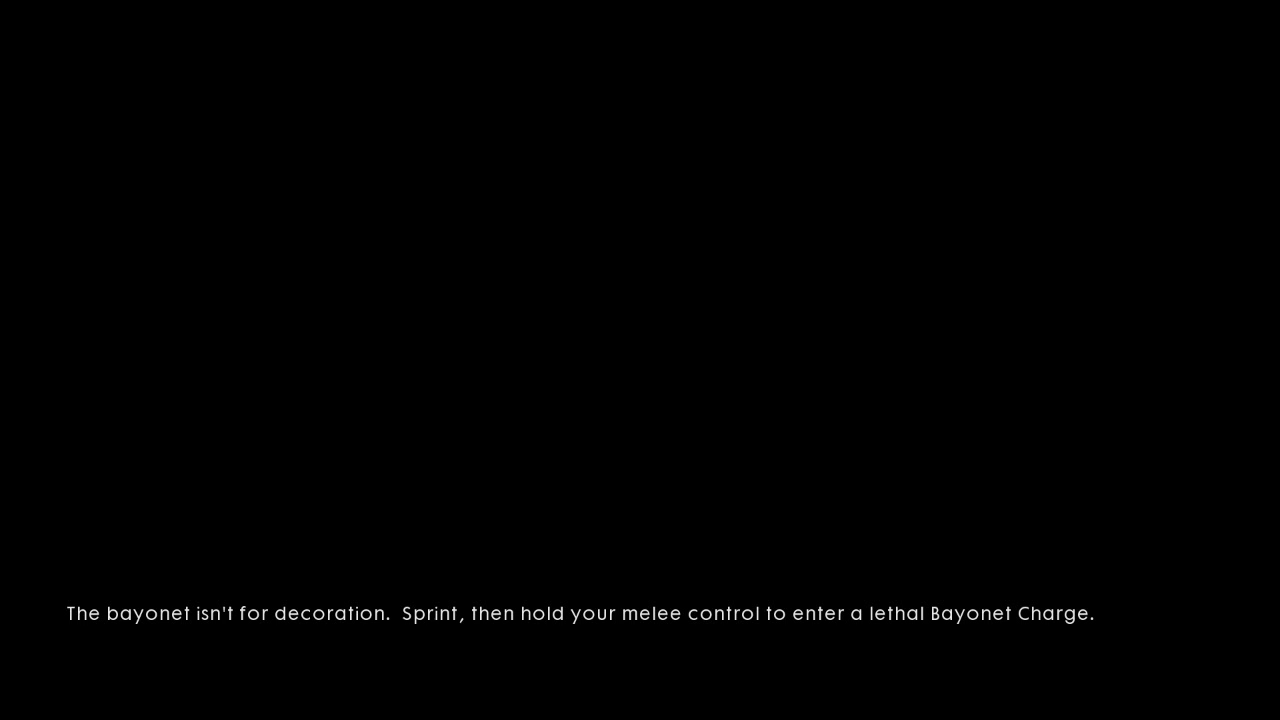 The bayonet isn't for decoration.  Sprint, then hold your melee control to enter a lethal Bayonet Charge.